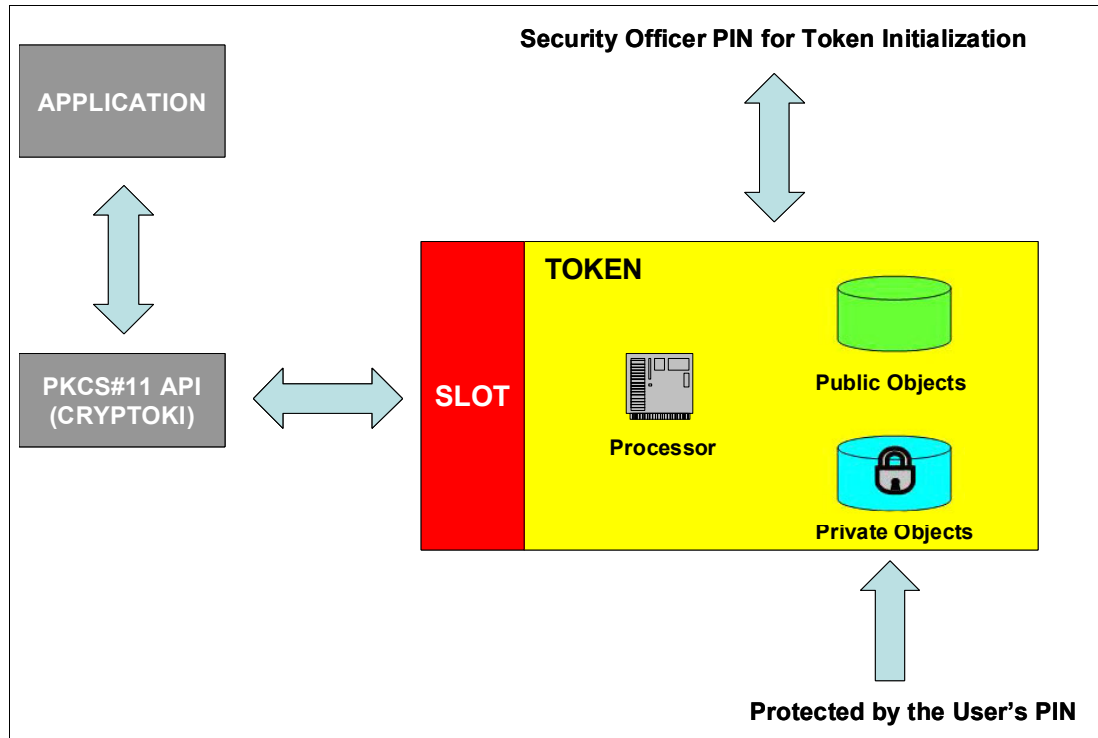 Security Officer PIN for Token Initialization
APPLICATION
TOKEN
PKCS#11 API
(CRYPTOKI)
SLOT
Processor
Public Objects
Private Objects
Protected by the User's PIN